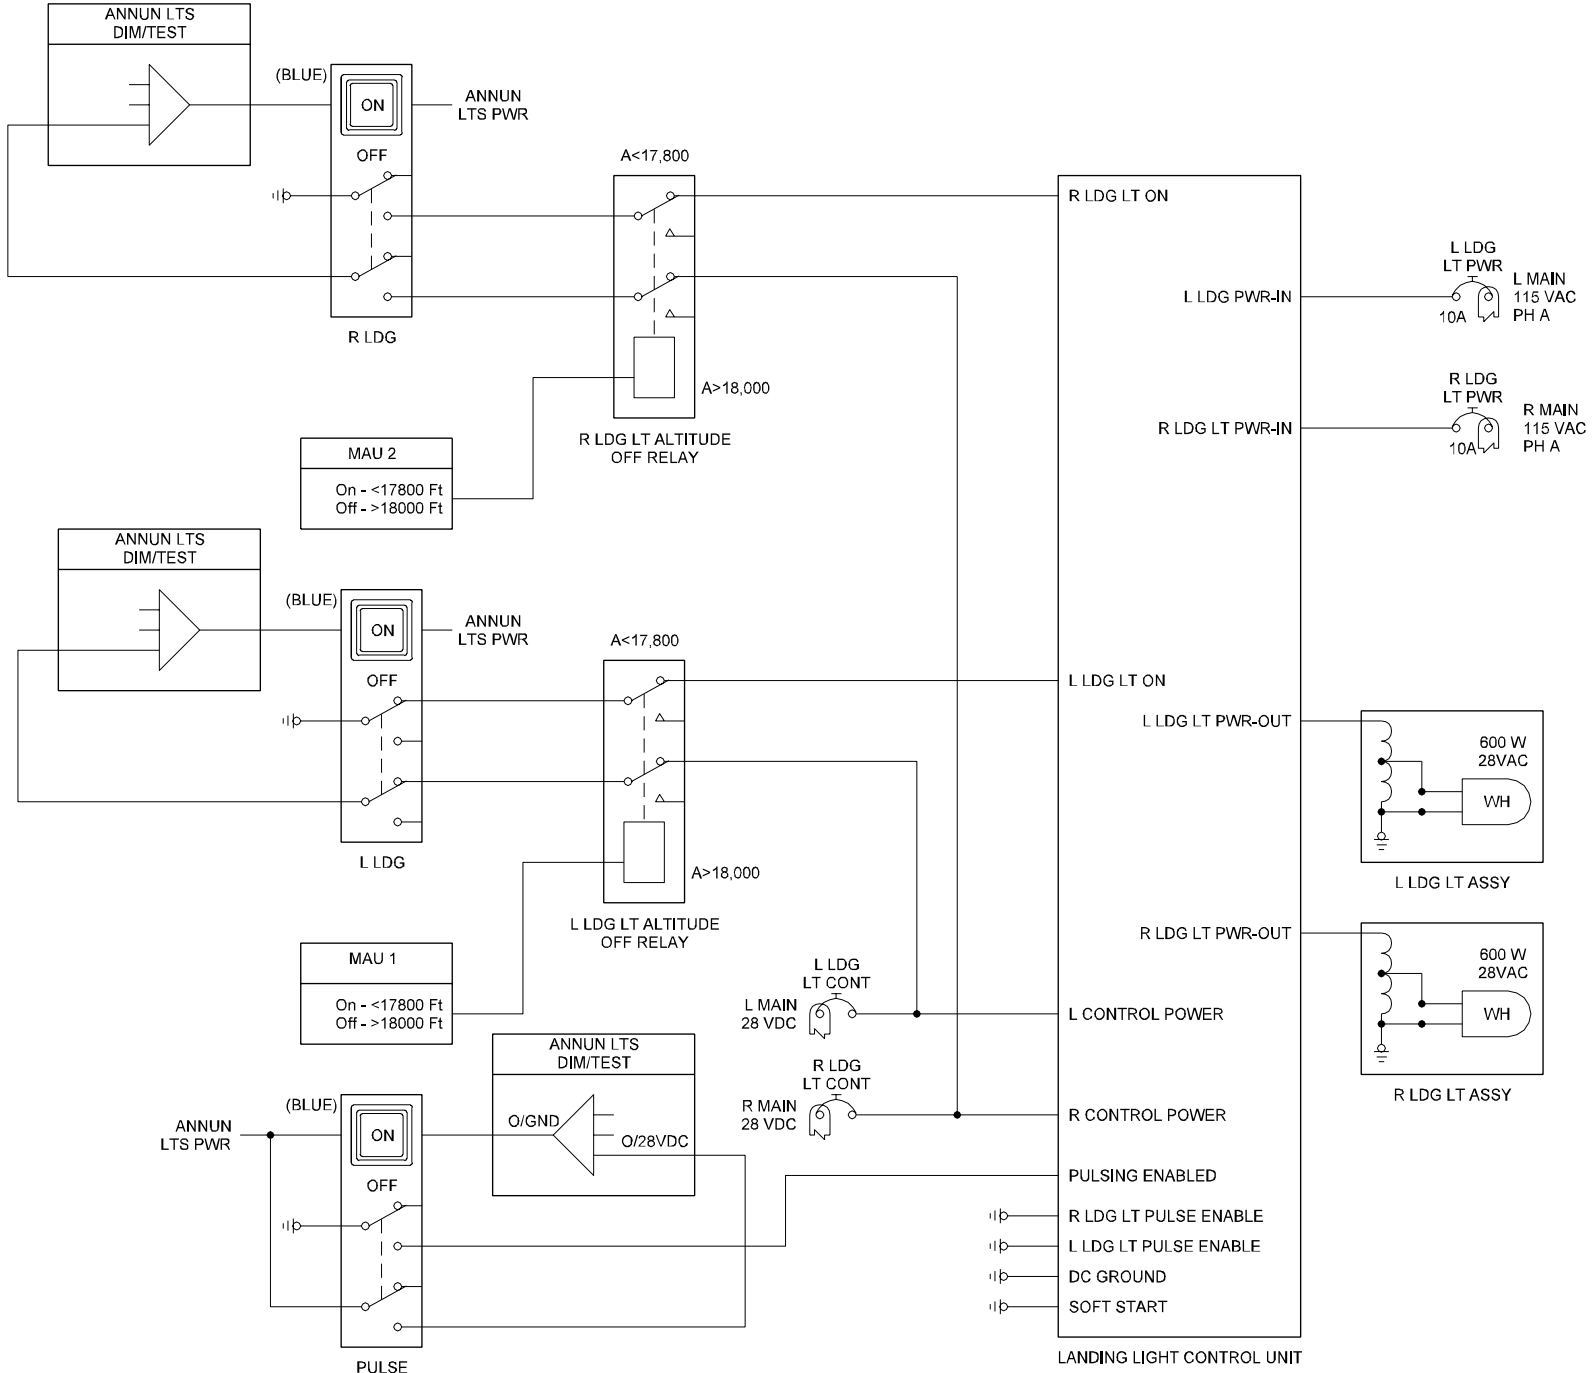 ANNUN LTS
DIM/TEST
(BLUE)
ON
ANNUN
LTS PWR
OFF
R LDG
A<17,800
A>18,000
R LDG LT ALTITUDE
OFF RELAY
MAU 2
On - <17800 Ft
Off - >18000 Ft
ANNUN LTS
DIM/TEST
(BLUE)
ON
ANNUN
LTS PWR
OFF
L LDG
A<17,800
A>18,000
L LDG LT ALTITUDE
OFF RELAY
MAU 1
On - <17800 Ft
Off - >18000 Ft
ANNUN LTS
DIM/TEST
O/GND
O/28VDC
ANNUN
LTS PWR
(BLUE)
ON
OFF
PULSE
L LDG
LT CONT
L MAIN
28 VDC
R LDG
LT CONT
R MAIN
28 VDC
R LDG LT ON
L LDG PWR-IN
R LDG LT PWR-IN
L LDG LT ON
L LDG LT PWR-OUT
R LDG LT PWR-OUT
L CONTROL POWER
R CONTROL POWER
PULSING ENABLED
R LDG LT PULSE ENABLE
L LDG LT PULSE ENABLE
DC GROUND
SOFT START
LANDING LIGHT CONTROL UNIT
L LDG
LT PWR
10A
L MAIN
115 VAC
PH A
R LDG
LT PWR
10A
R MAIN
115 VAC
PH A
600 W
28VAC
WH
L LDG LT ASSY
600 W
28VAC
WH
R LDG LT ASSY